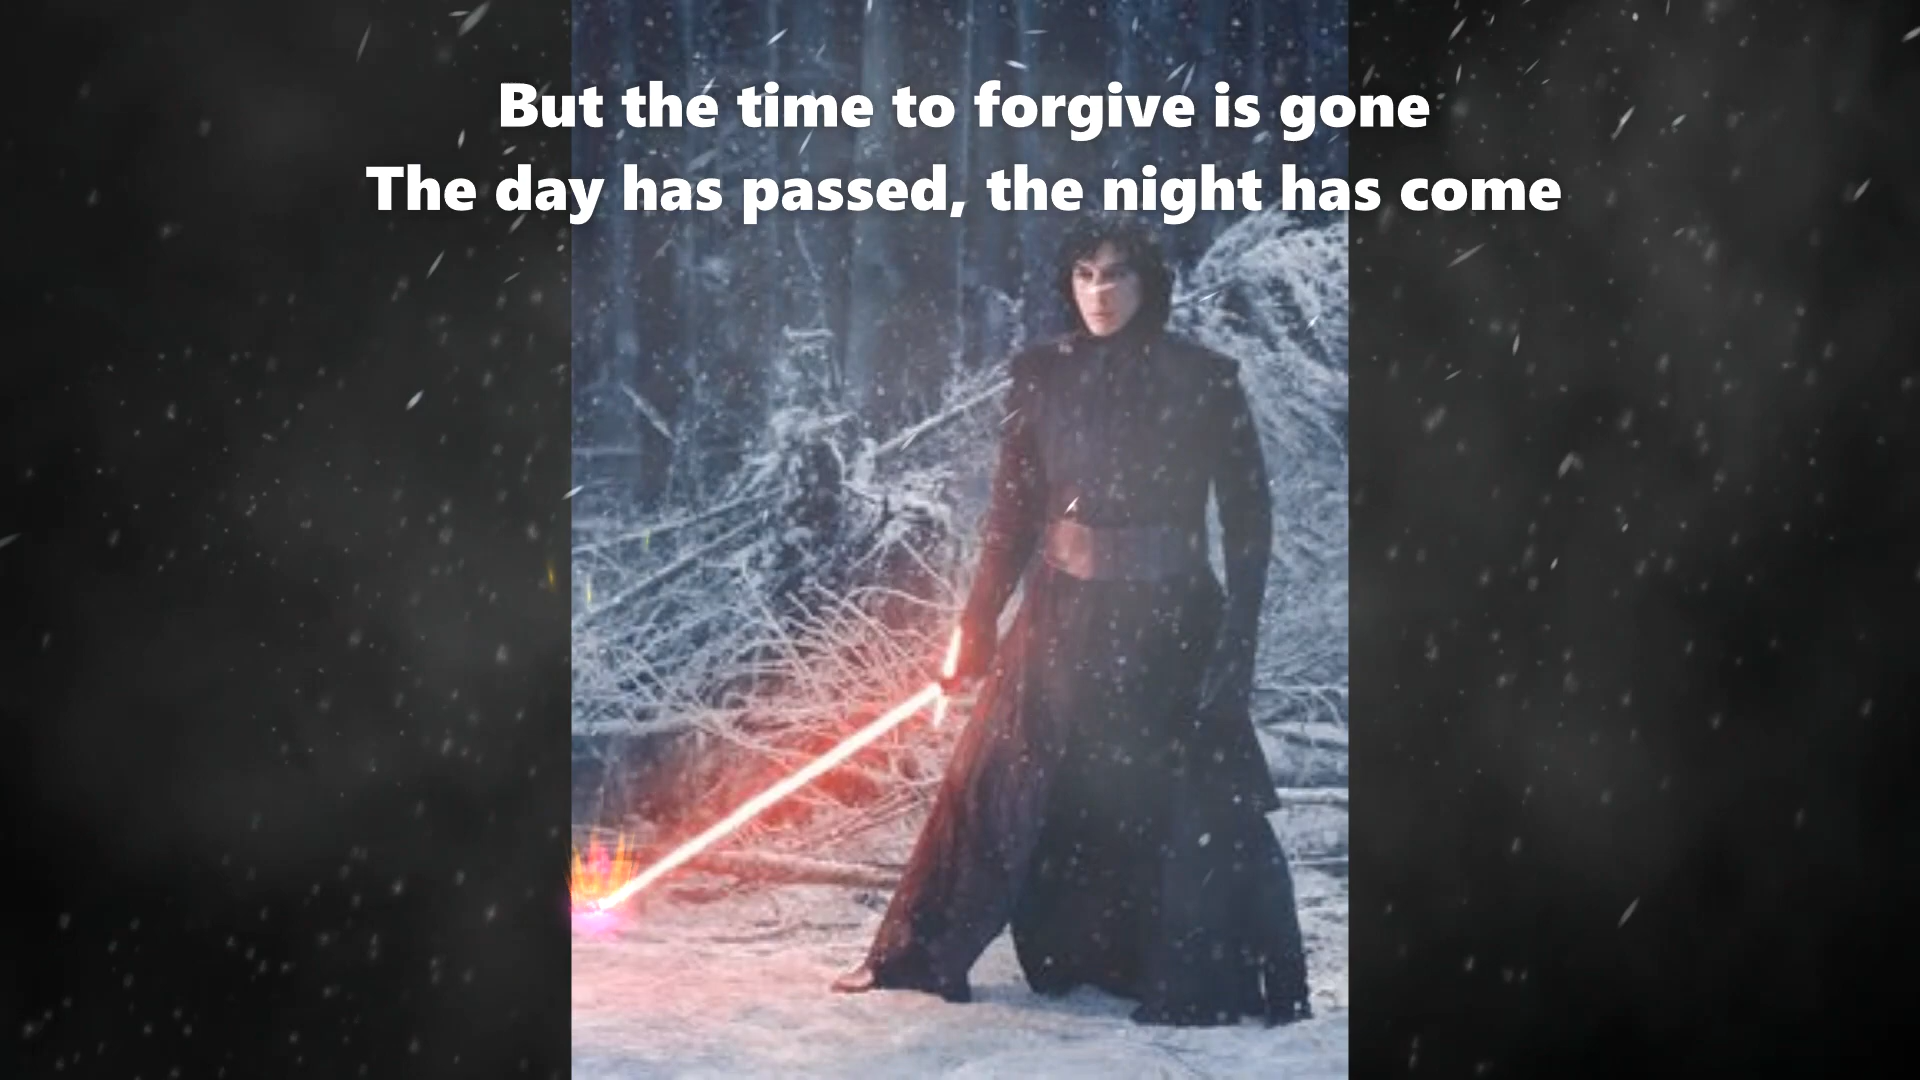 But the time to forgive is gone
The day has passed, the night has come